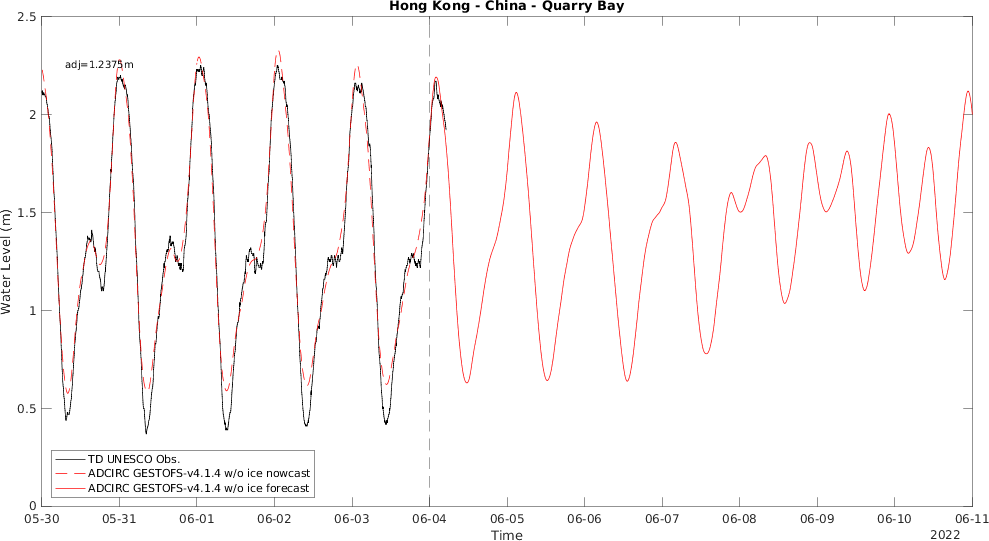 Hong Kong - China - Quarry Bay
2.5
adj=1.2375m
2
1.5
Water Level (m)
1
0.5
TD UNESCO Obs.
ADCIRC GESTOFS-v4.1.4 w/o ice nowcast
ADCIRC GESTOFS-v4.1.4 w/o ice forecast
0
05-30 05-31 06-01 06-02 06-03 06-04 06-05 06-06 06-07 06-08 06-09 06-10 06-11
Time
2022